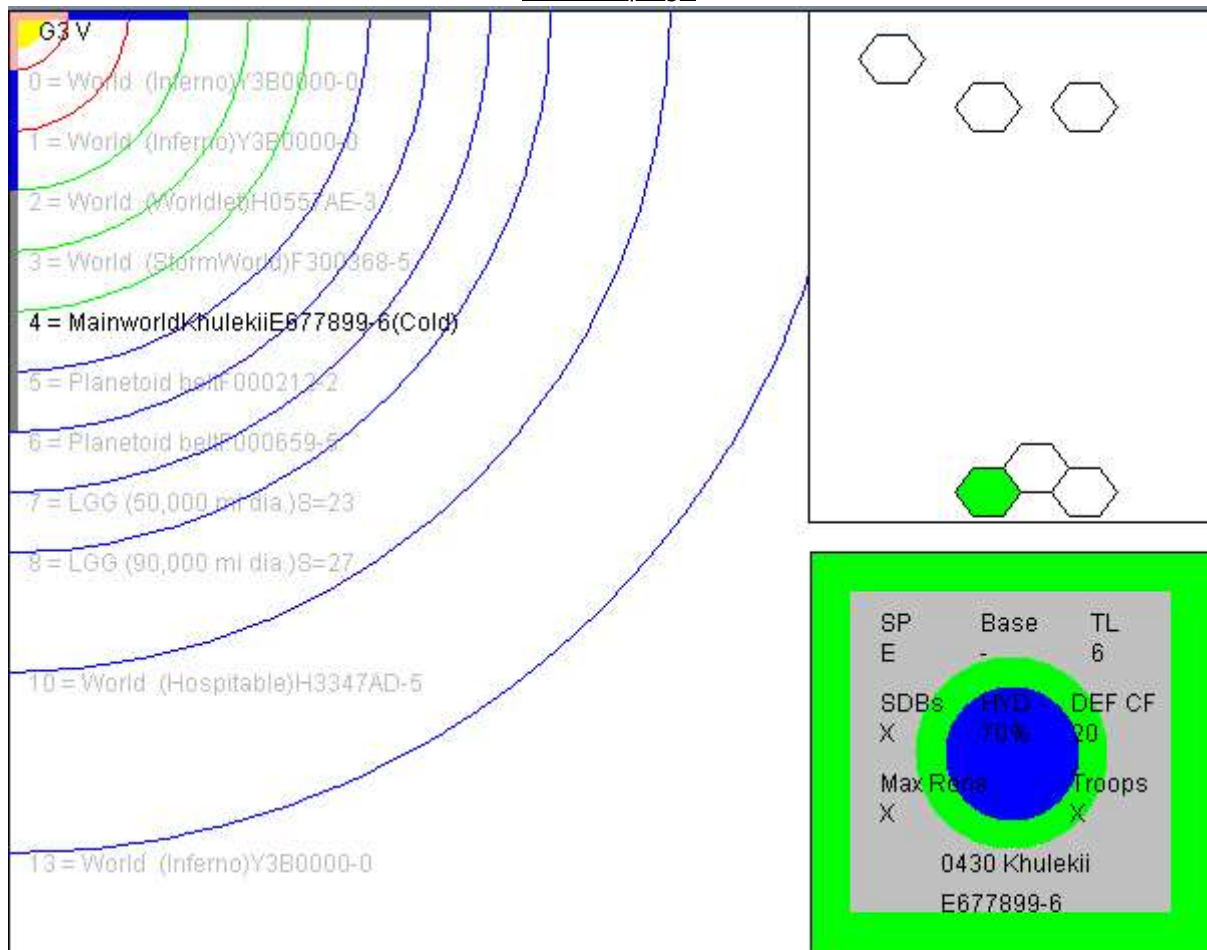 G3 V
0 = World (Inferno)Y3B0000-0
1 = World (Inferno)Y3B0000-0
2 = World (Worldlet)H0557AE-3
3 = World (StormWorld)F300368-5
4 = MainworldKhulekiiE677899-6(Cold)
5 = Planetoid beltF000212-2
6 = Planetoid beltF000659-5
7 = LGG (50,000 mi dia.)S=23
8 = LGG (90,000 mi dia.)S=27
10 = World (Hospitable)H3347AD-5
13 = World (Inferno)Y3B0000-0
SP Base TL
E - 6
SDBs HYD DEF CF
X 70% 20
Max Rons Troops
X X
0430 Khulekii
E677899-6